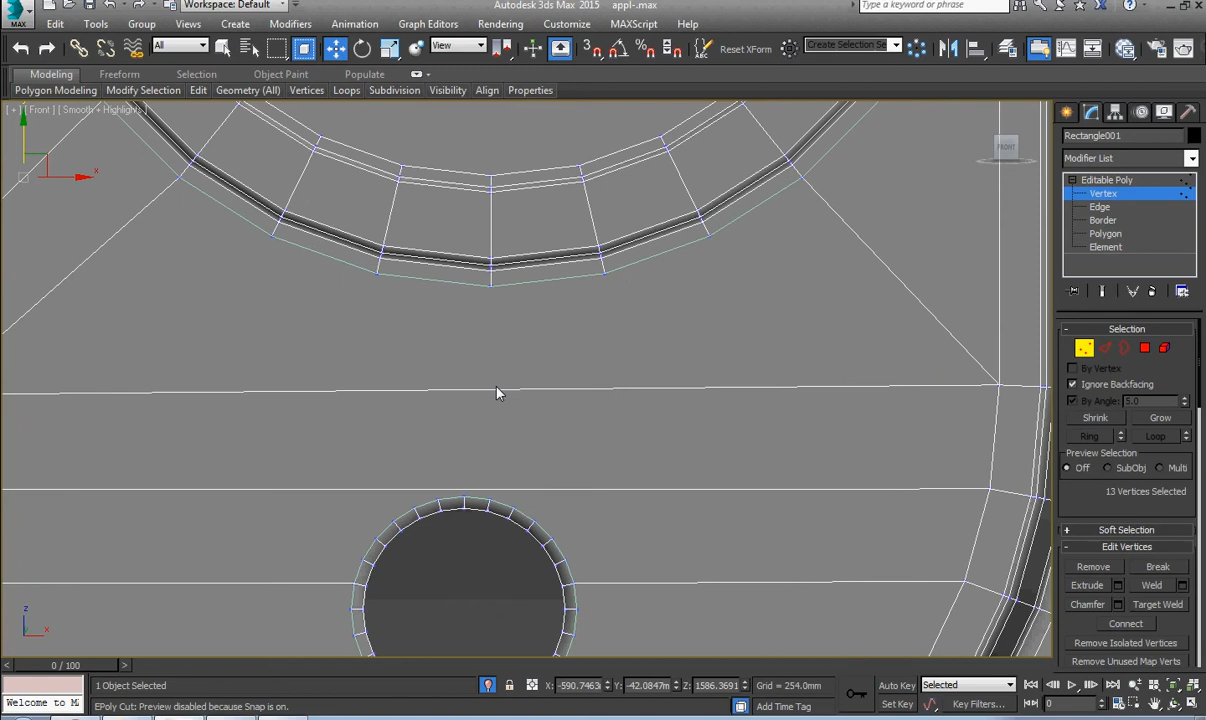 Workspace: Default
Autodesk 3ds Max 2015 appl-.max
Type a keyword or phrase
MAX
Edit Tools Group Views Create Modifiers Animation Graph Editors Rendering Customize MAXScript Help
All
View
Reset XForm
Create Selection Se
Modeling Freeform Selection Object Paint Populate
Polygon Modeling Modify Selection Edit Geometry (All) Vertices Loops Subdivision Visibility Align Properties
[ + ] [ Front ] [ Smooth + Highlights ]
x
FRONT
Rectangle001
Modifier List
Editable Poly
Vertex
Edge
Border
Polygon
Element
Selection
By Vertex
Ignore Backfacing
By Angle: 5.0
Shrink Grow
Ring Loop
Preview Selection
Off SubObj Multi
13 Vertices Selected
Soft Selection
Edit Vertices
Remove Break
Extrude Weld
Chamfer Target Weld
Connect
Remove Isolated Vertices
Remove Unused Map Verts
z
x
0 / 100
1 Object Selected
X: -590.7463 Y: -42.0847m Z: 1586.3691
Grid = 254.0mm
Auto Key Selected
Welcome to M
EPoly Cut: Preview disabled because Snap is on.
Add Time Tag
Set Key Key Filters... 0